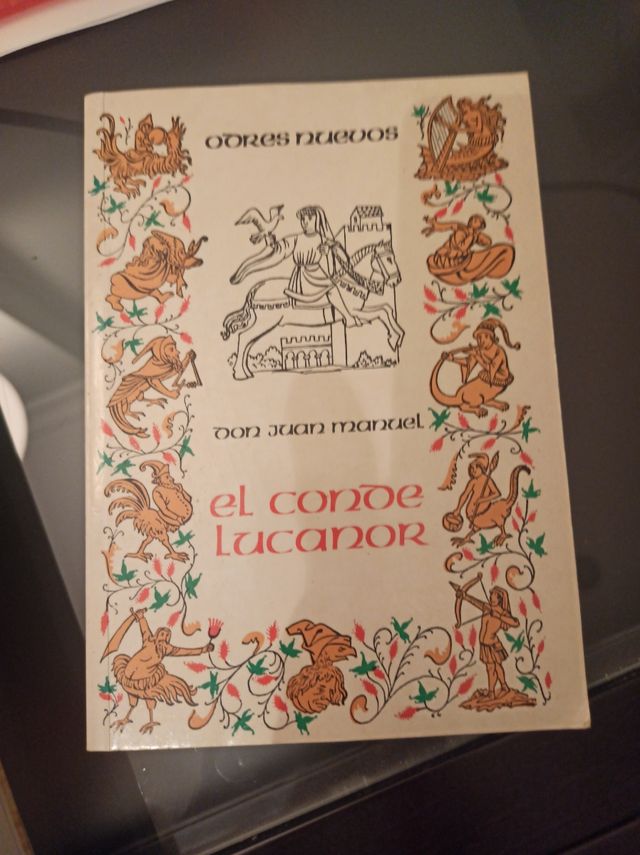 odres nuevos
don juan manuel
el conde
lucanor